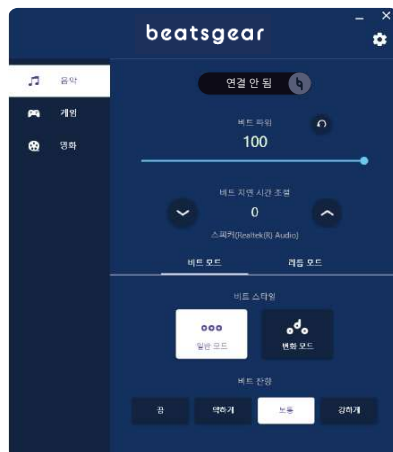 beatsgear
음악
연결 안 됨
게임
비트 파워
100
영화
비트 지연 시간 조절
0
스피커(Realtek(R) Audio)
비트 모드
리듬 모드
비트 스타일
일반 모드
변화 모드
비트 잔향
끔
약하게
보통
강하게